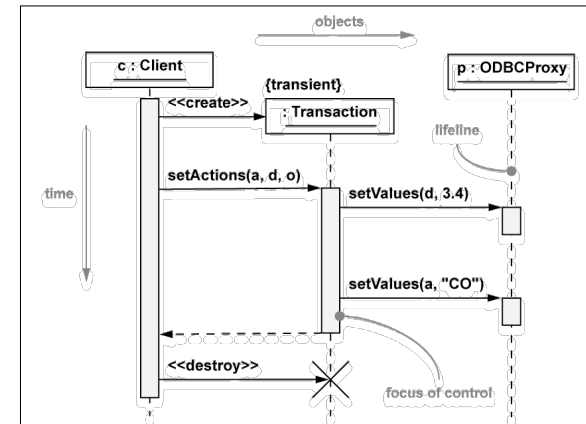 objects
c : Client
p : ODBCProxy
{transient}
<<create>>
: Transaction
lifeline
setActions(a, d, o)
time
setValues(d, 3.4)
setValues(a, "CO")
<<destroy>>
focus of control